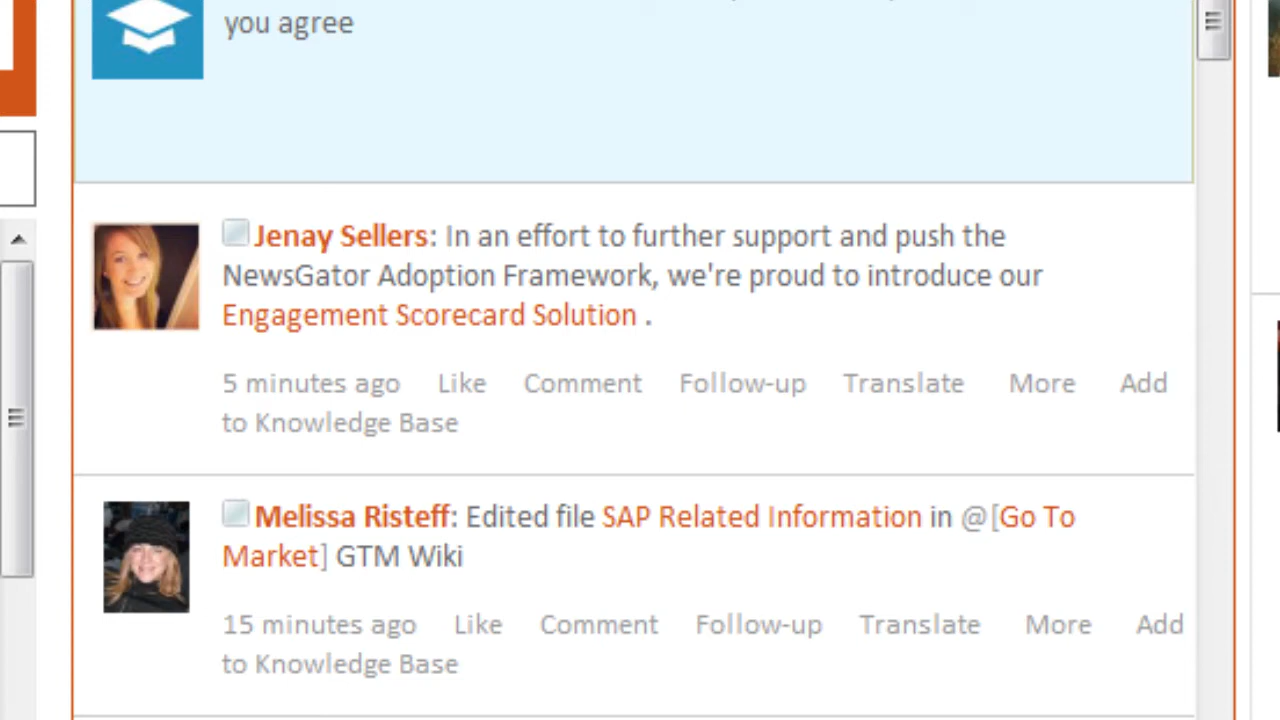 you agree
Jenay Sellers: In an effort to further support and push the
NewsGator Adoption Framework, we're proud to introduce our
Engagement Scorecard Solution .
5 minutes ago Like Comment Follow-up Translate More Add
to Knowledge Base
Melissa Risteff: Edited file SAP Related Information in @[Go To
Market] GTM Wiki
15 minutes ago Like Comment Follow-up Translate More Add
to Knowledge Base